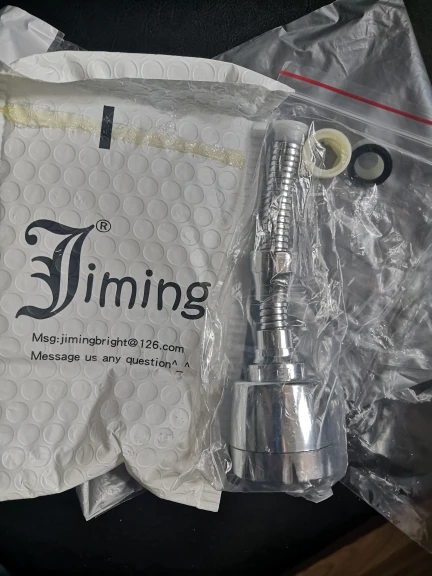 Jiming®
Msg:jimingbright@126.com
Message us any question^_^